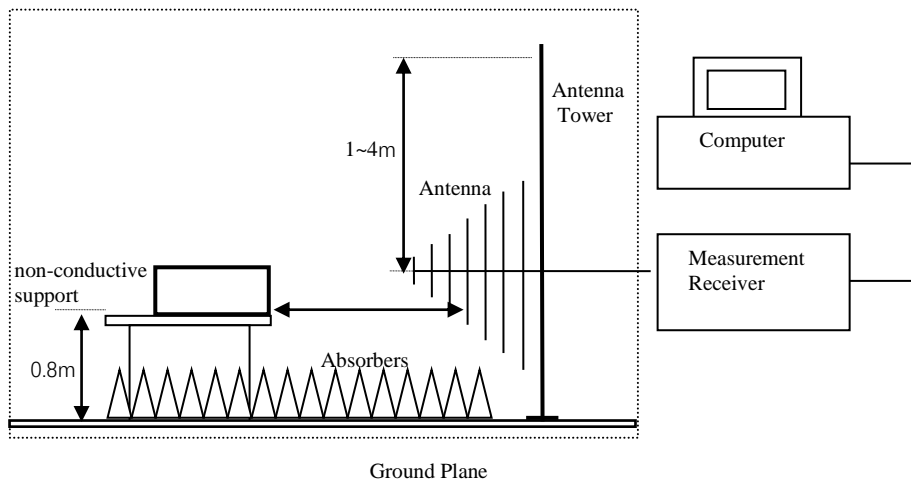 Antenna
Tower
Computer
1~4m
Antenna
Measurement
Receiver
non-conductive
support
0.8m
Absorbers
Ground Plane